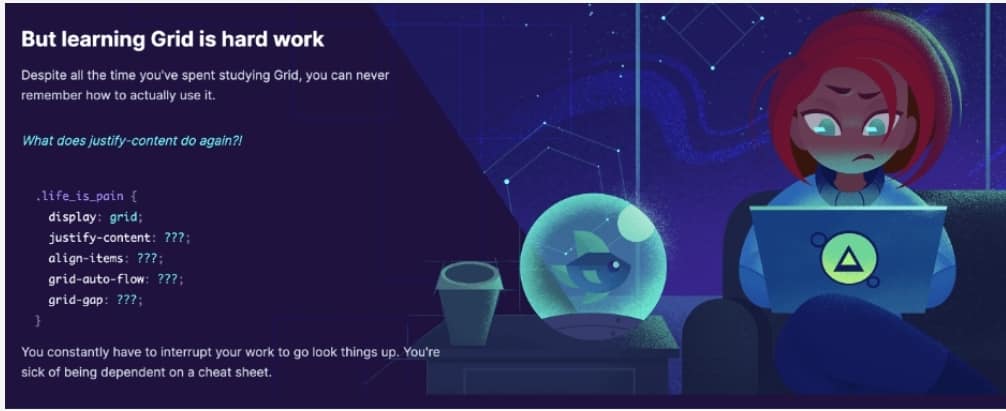 But learning Grid is hard work
Despite all the time you've spent studying Grid, you can never
remember how to actually use it.
What does justify-content do again?!
.life_is_pain {
display: grid;
justify-content: ???;
align-items: ???;
grid-auto-flow: ???;
grid-gap: ???;
}
You constantly have to interrupt your work to go look things up. You're
sick of being dependent on a cheat sheet.